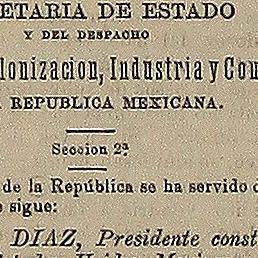 ETARIA DE ESTADO
Y DEL DESPACHO
lonizacion, Industria y Co
REPUBLICA MEXICANA.
Seccion 2ª
de la República se ha servido
sigue:
DIAZ, Presidente const